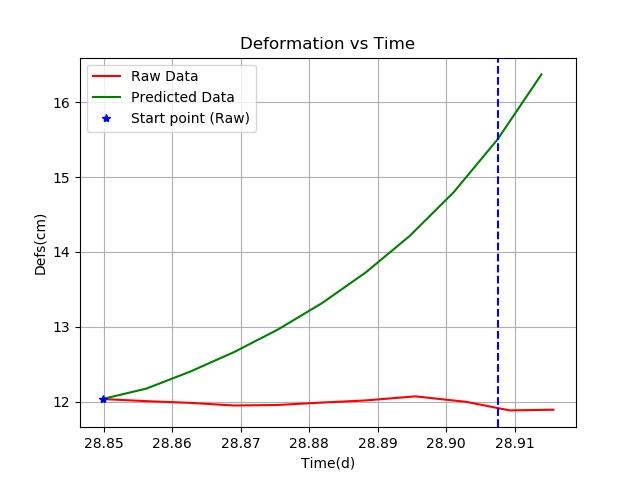 Deformation vs Time
Raw Data
Predicted Data
Start point (Raw)
Defs(cm)
16
15
14
13
12
28.85 28.86 28.87 28.88 28.89 28.90 28.91
Time(d)